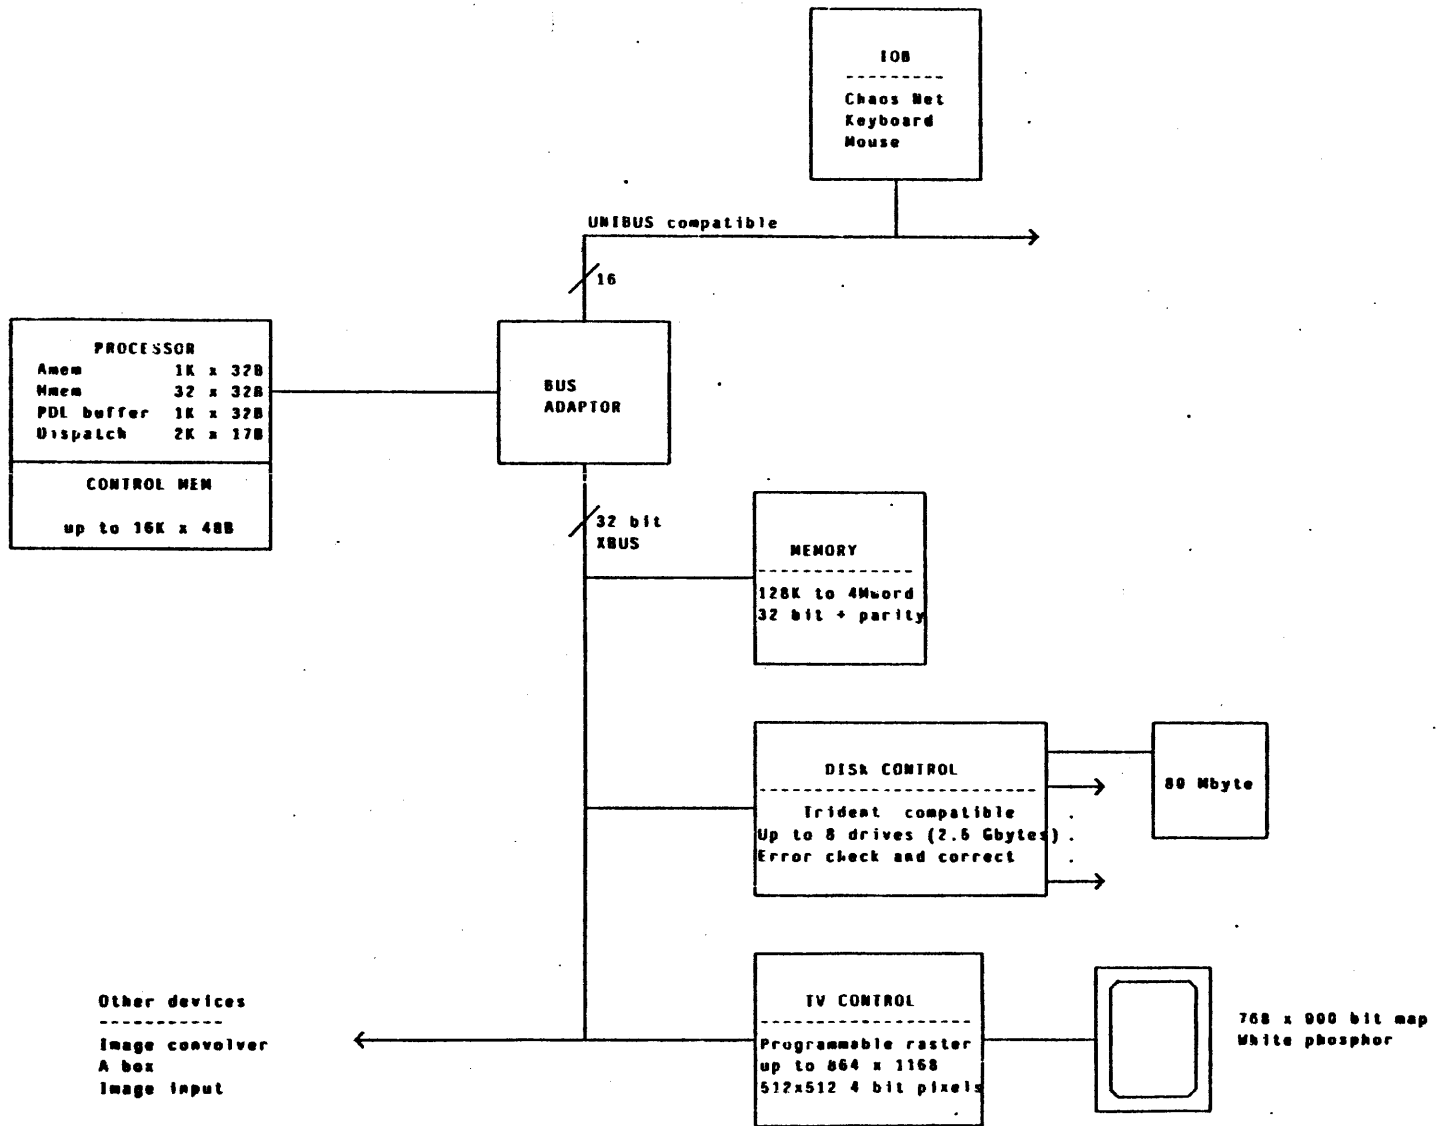 IOB
Chaos Net
Keyboard
Mouse
UNIBUS compatible
16
PROCESSOR
Amem 1K x 32B
Mmem 32 x 32B
PDL buffer 1K x 32B
Dispatch 2K x 17B
CONTROL MEM
up to 16K x 48B
BUS
ADAPTOR
32 bit
XBUS
MEMORY
128K to 4Mword
32 bit + parity
DISK CONTROL
Trident compatible
Up to 8 drives (2.5 Gbytes)
Error check and correct
80 Mbyte
TV CONTROL
Programmable raster
up to 864 x 1168
512x512 4 bit pixels
768 x 900 bit map
White phosphor
Other devices
Image convolver
A box
Image input